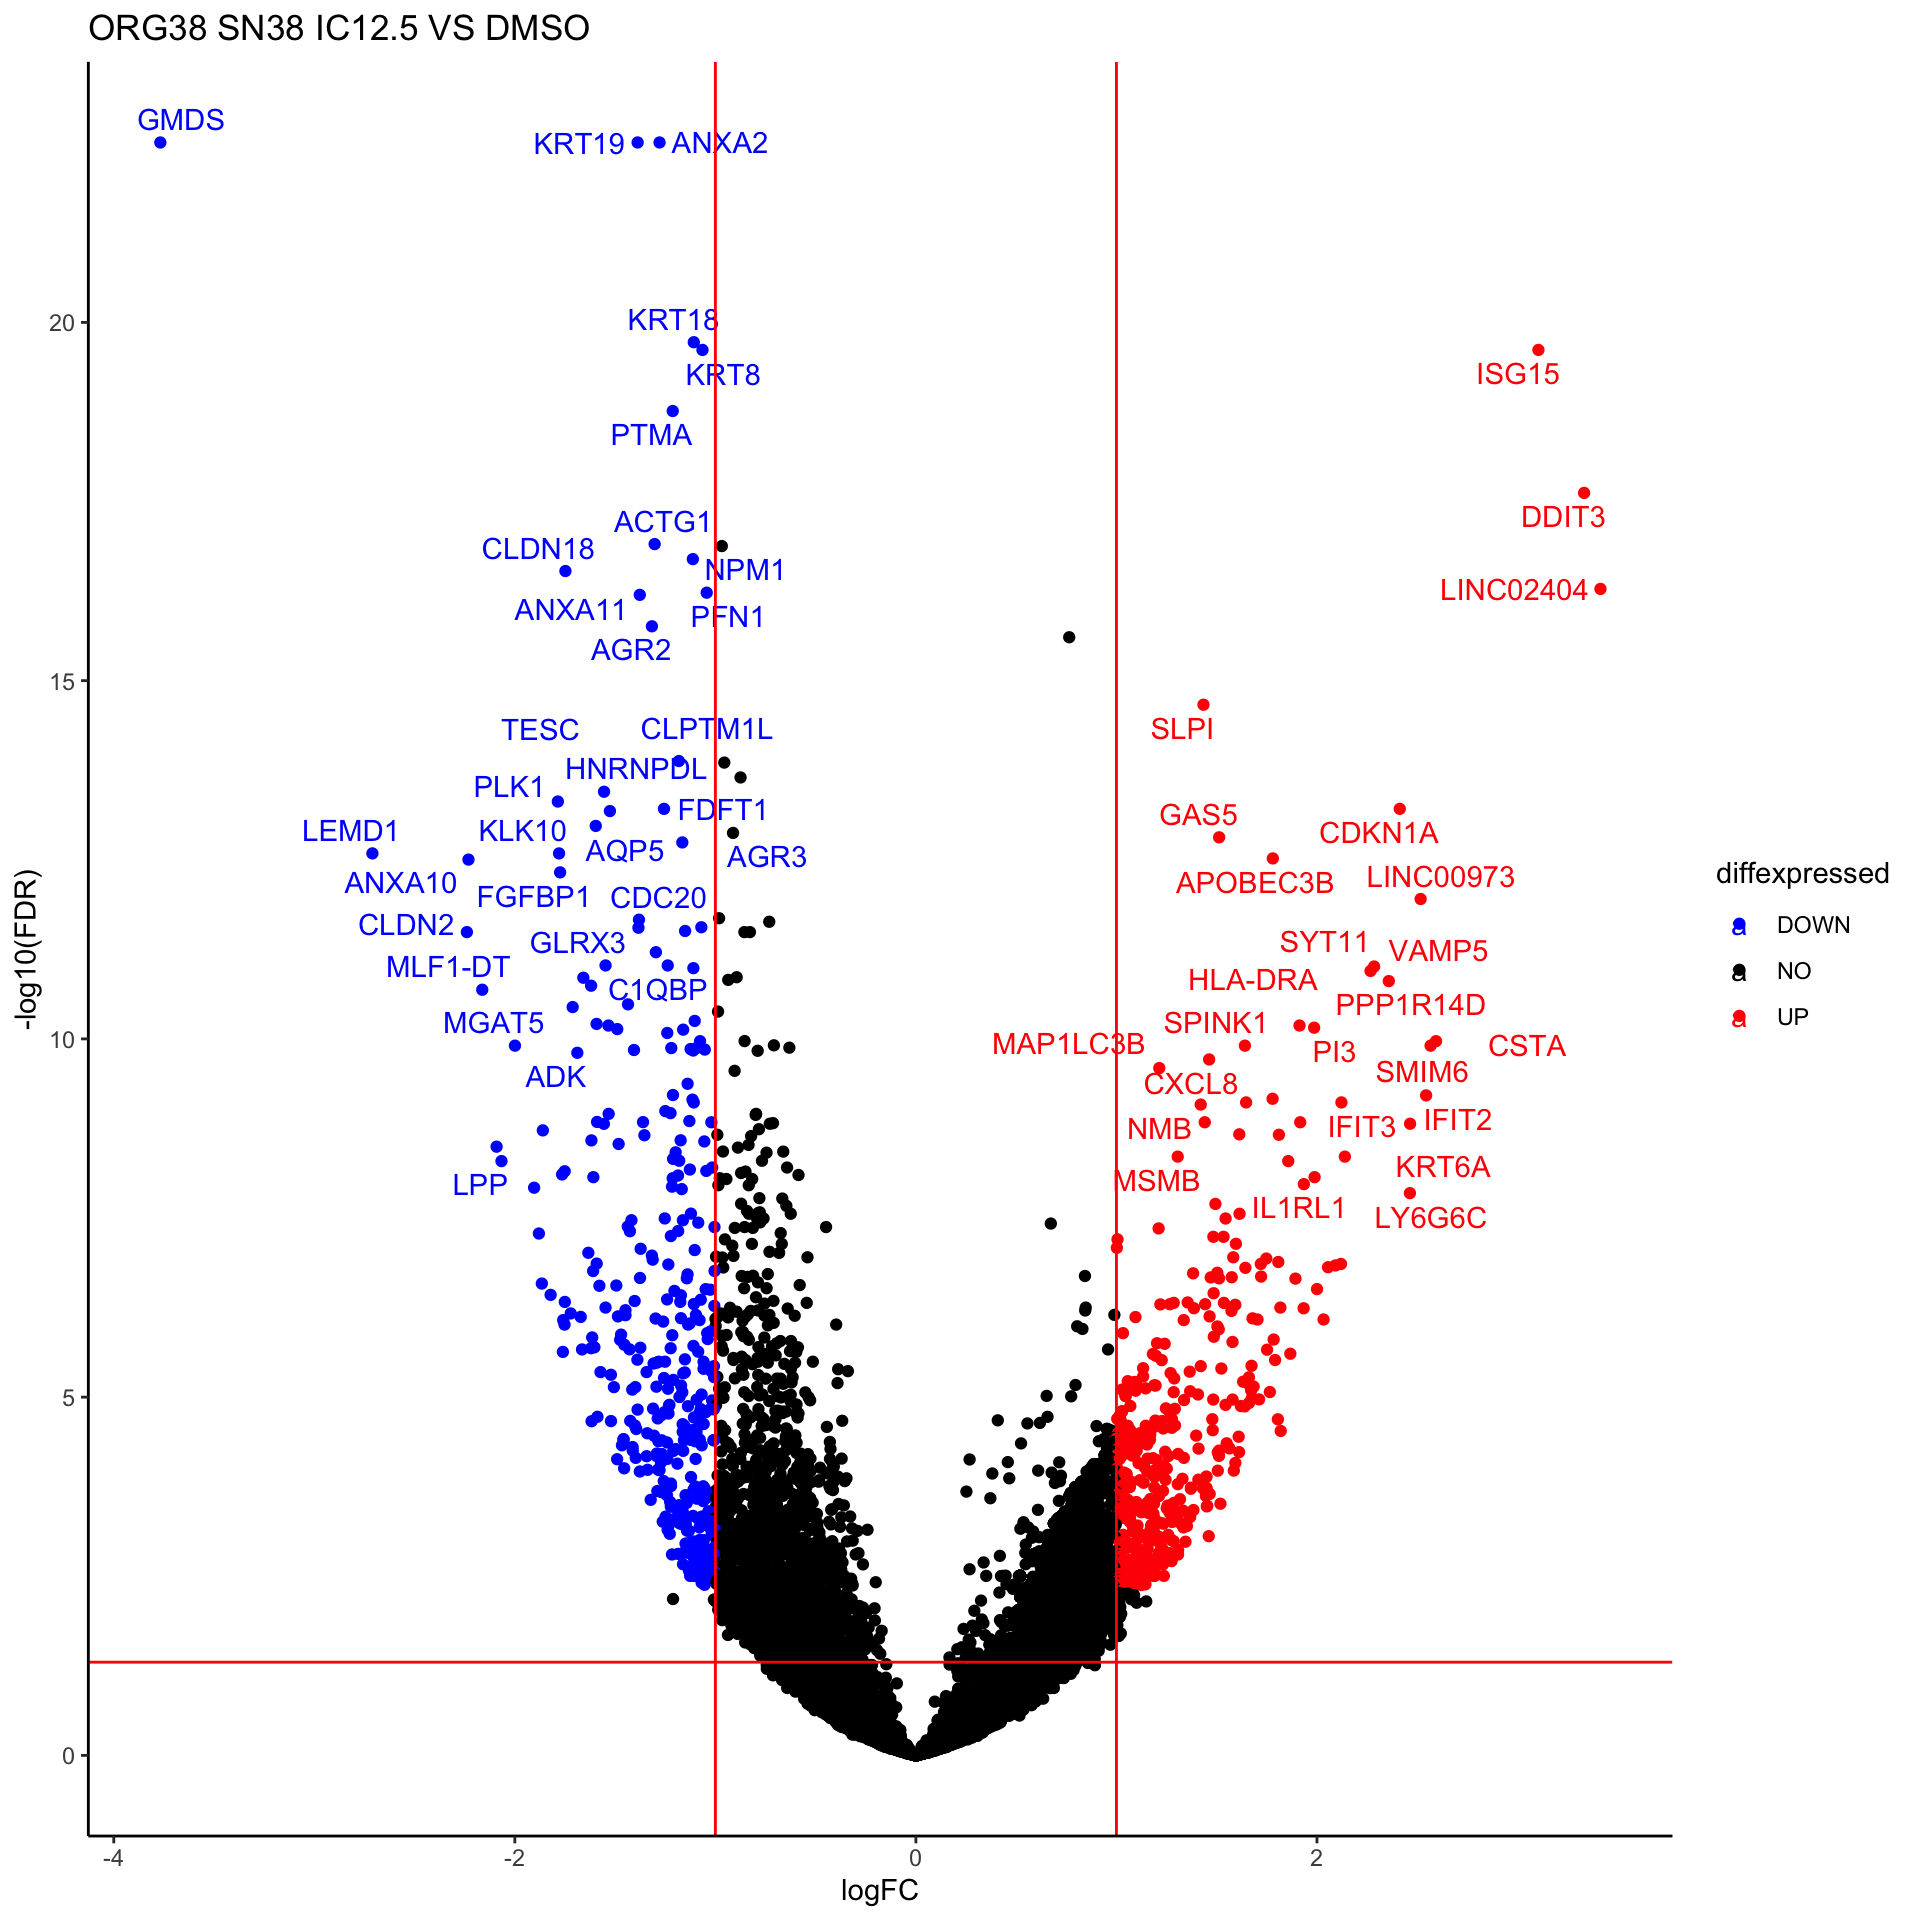 ORG38 SN38 IC12.5 VS DMSO
GMDS
KRT19
ANXA2
KRT18
KRT8
PTMA
ACTG1
CLDN18
NPM1
ANXA11
PFN1
AGR2
TESC
CLPTM1L
HNRNPDL
PLK1
FDFT1
LEMD1
KLK10
AQP5
AGR3
ANXA10
FGFBP1
CDC20
CLDN2
GLRX3
MLF1-DT
C1QBP
MGAT5
ADK
LPP
ISG15
DDIT3
LINC02404
SLPI
GAS5
CDKN1A
APOBEC3B
LINC00973
SYT11
VAMP5
HLA-DRA
PPP1R14D
SPINK1
MAP1LC3B
PI3
CSTA
SMIM6
CXCL8
NMB
IFIT3
IFIT2
KRT6A
MSMB
IL1RL1
LY6G6C
20
15
10
5
0
-log10(FDR)
-4
-2
0
2
logFC
diffexpressed
a DOWN
a NO
a UP